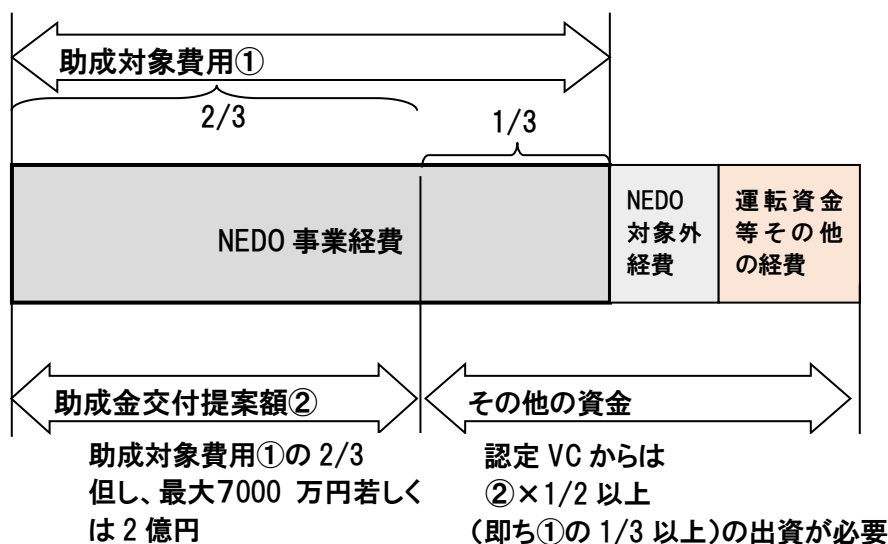 助成対象費用①
2/3
1/3
NEDO 事業経費
NEDO
対象外
経費
運転資金
等その他
の経費
助成金交付提案額②
その他の資金
助成対象費用①の 2/3
但し、最大7000 万円若しく
は 2 億円
認定 VC からは
②×1/2 以上
(即ち①の 1/3 以上)の出資が必要